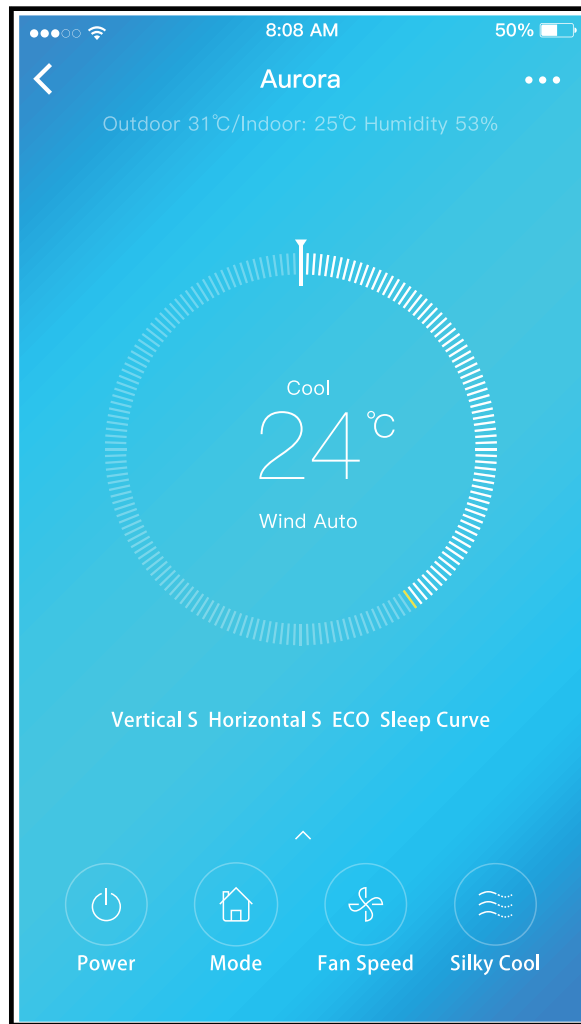 8:08 AM 50%
Aurora
Outdoor 31℃/Indoor: 25℃ Humidity 53%
Cool
24℃
Wind Auto
Vertical S Horizontal S ECO Sleep Curve
Power Mode Fan Speed Silky Cool